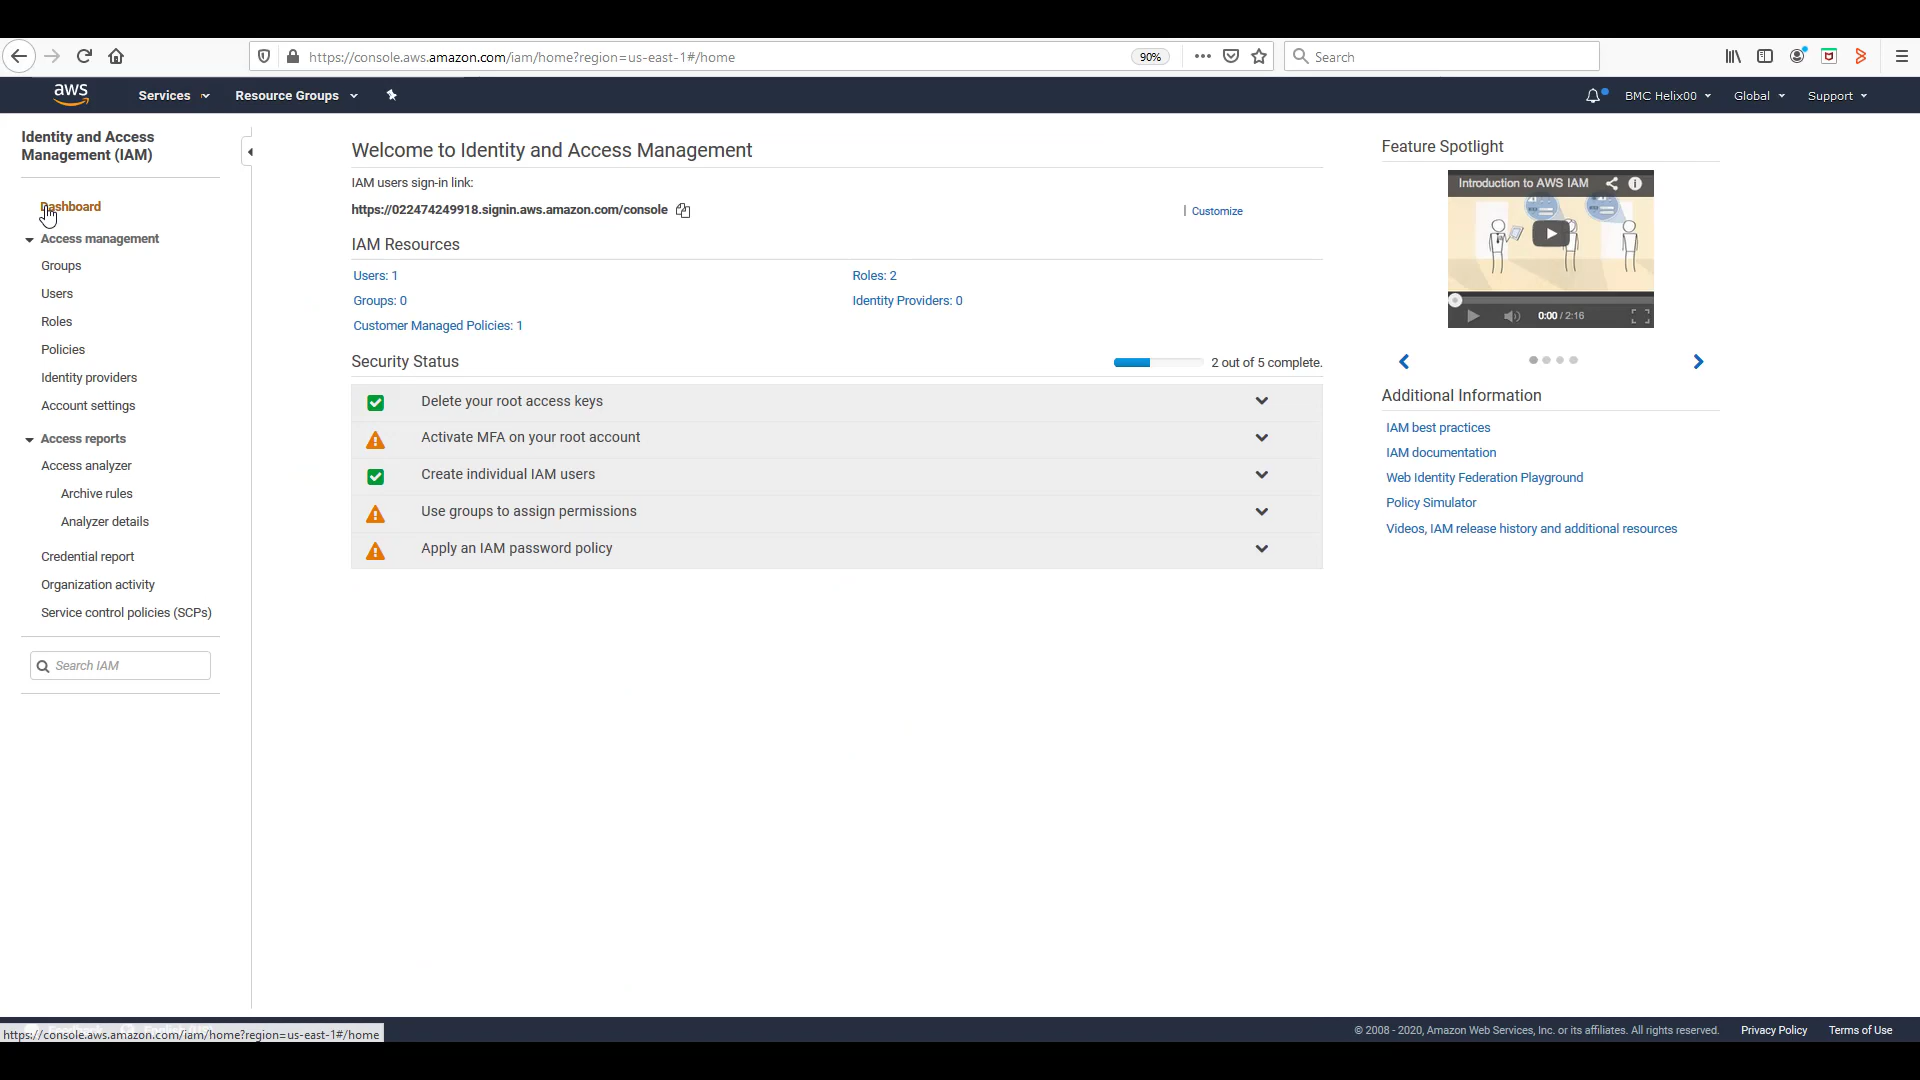 https://console.aws.amazon.com/iam/home?region=us-east-1#/home
90%
Search
aws
Services
Resource Groups
BMC Helix00
Global
Support
Identity and Access
Management (IAM)
Dashboard
Access management
Groups
Users
Roles
Policies
Identity providers
Account settings
Access reports
Access analyzer
Archive rules
Analyzer details
Credential report
Organization activity
Service control policies (SCPs)
Search IAM
Welcome to Identity and Access Management
IAM users sign-in link:
https://022474249918.signin.aws.amazon.com/console
| Customize
IAM Resources
Users: 1
Roles: 2
Groups: 0
Identity Providers: 0
Customer Managed Policies: 1
Security Status
2 out of 5 complete.
Delete your root access keys
Activate MFA on your root account
Create individual IAM users
Use groups to assign permissions
Apply an IAM password policy
Feature Spotlight
Introduction to AWS IAM
0:00 / 2:16
Additional Information
IAM best practices
IAM documentation
Web Identity Federation Playground
Policy Simulator
Videos, IAM release history and additional resources
https://console.aws.amazon.com/iam/home?region=us-east-1#/home
© 2008 - 2020, Amazon Web Services, Inc. or its affiliates. All rights reserved.
Privacy Policy
Terms of Use